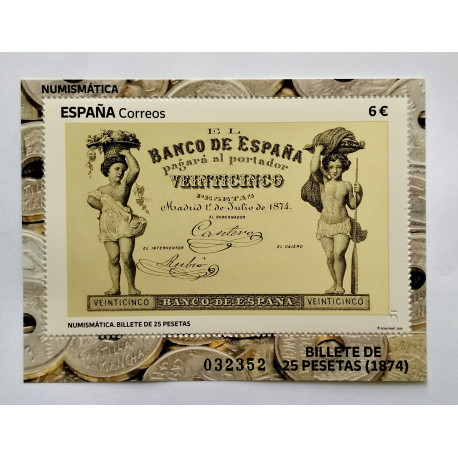 NUMISMÁTICA
ESPAÑA Correos
6 €
EL
BANCO DE ESPAÑA
pagará al portador
VEINTICINCO
PESETAS
Madrid 1º de Julio de 1874.
EL GOBERNADOR
EL INTERVENTOR
EL CAJERO
Rubio
VEINTICINCO
BANCO DE ESPAÑA
VEINTICINCO
NUMISMÁTICA. BILLETE DE 25 PESETAS
032352
BILLETE DE
25 PESETAS (1874)